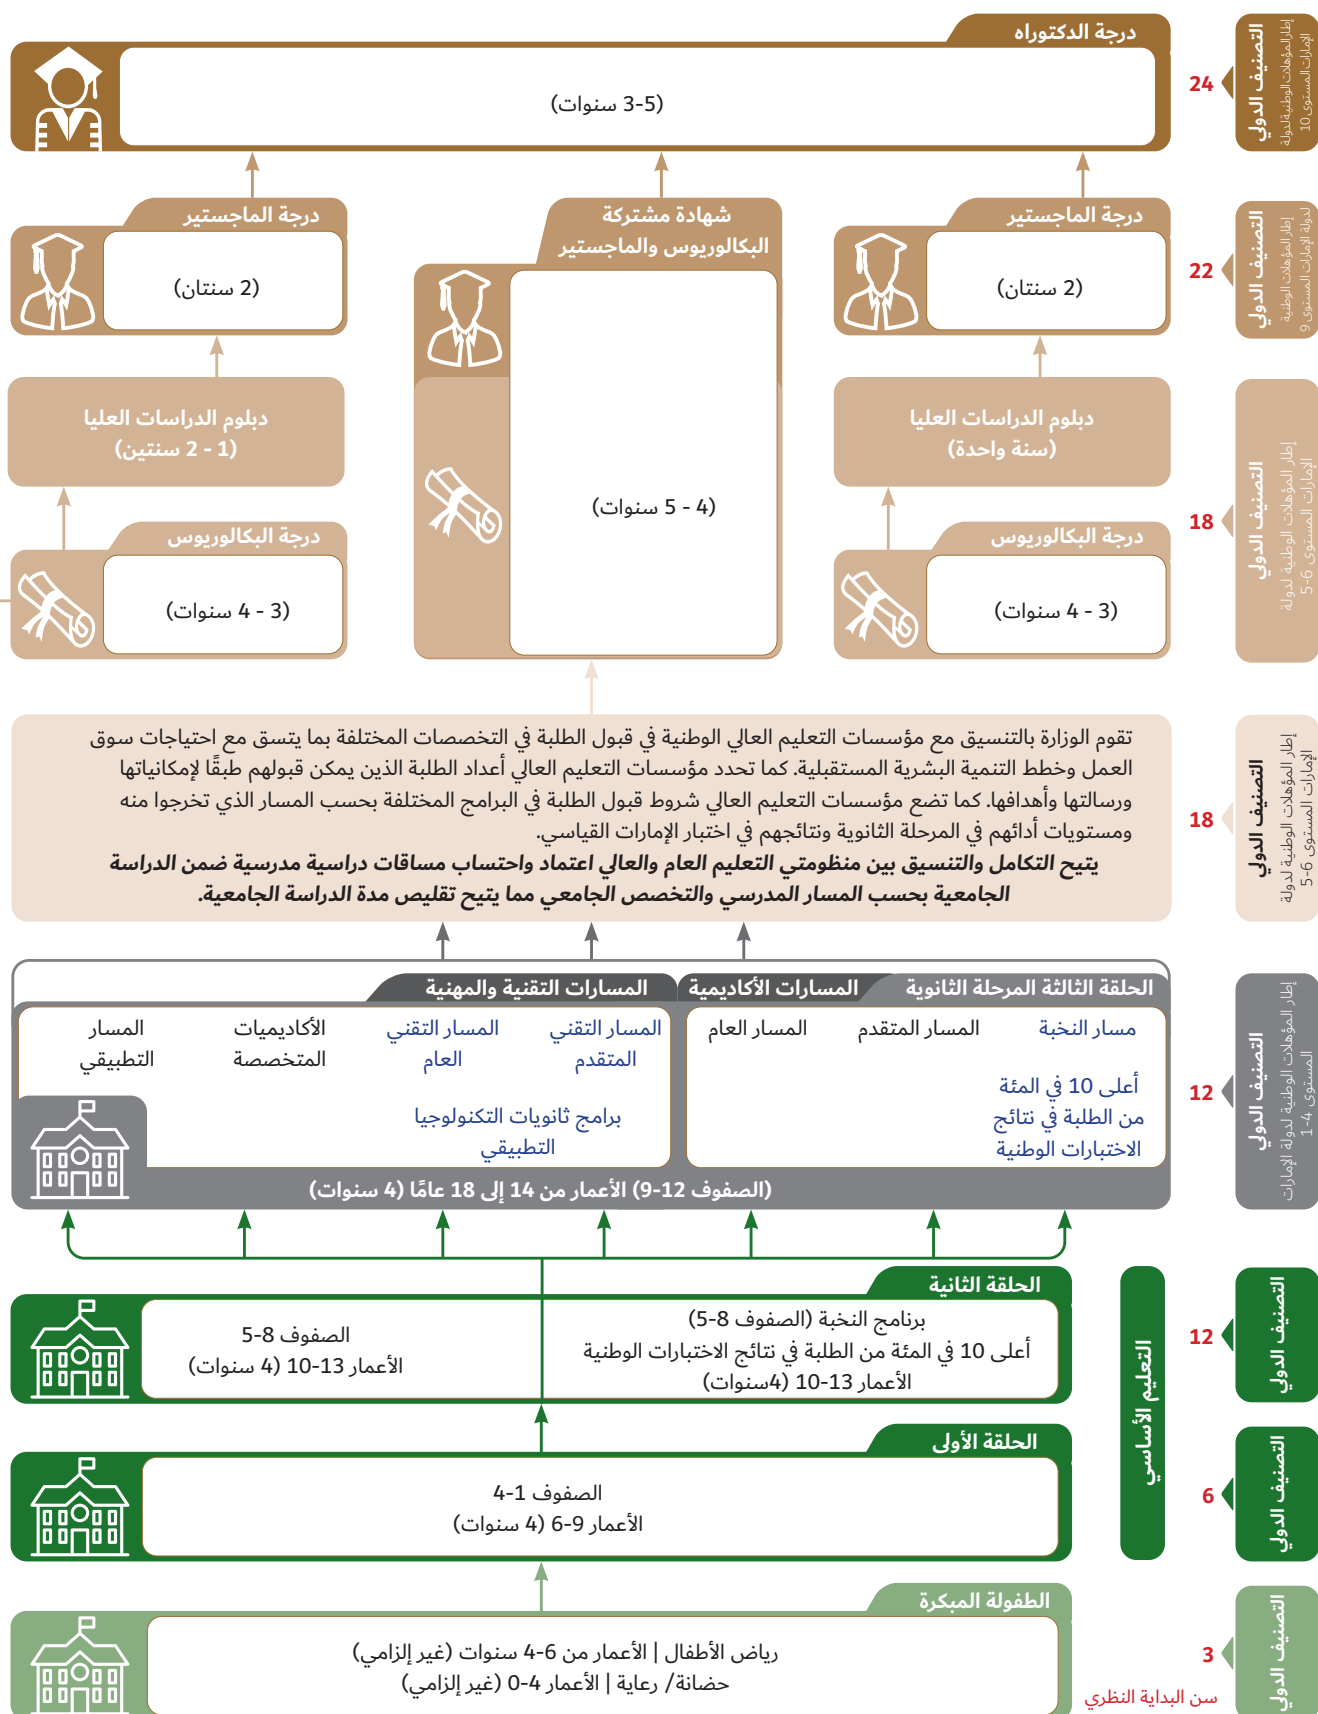 درجة الدكتوراه
(3-5 سنوات)
24
التصنيف الدولي
إطار المؤهلات الوطنية لدولة
الإمارات المستوى 10
درجة الماجستير
(2 سنتان)
شهادة مشتركة
البكالوريوس والماجستير
(4 - 5 سنوات)
درجة الماجستير
(2 سنتان)
22
التصنيف الدولي
إطار المؤهلات الوطنية
لدولة الإمارات المستوى 9
دبلوم الدراسات العليا
(سنة واحدة)
دبلوم الدراسات العليا
(1 - 2 سنتين)
درجة البكالوريوس
(3 - 4 سنوات)
درجة البكالوريوس
(3 - 4 سنوات)
18
التصنيف الدولي
إطار المؤهلات الوطنية لدولة
الإمارات المستوى 6-5
تقوم الوزارة بالتنسيق مع مؤسسات التعليم العالي الوطنية في قبول الطلبة في التخصصات المختلفة بما يتسق مع احتياجات سوق
العمل وخطط التنمية البشرية المستقبلية. كما تحدد مؤسسات التعليم العالي أعداد الطلبة الذين يمكن قبولهم طبقًا لإمكانياتها
ورسالتها وأهدافها. كما تضع مؤسسات التعليم العالي شروط قبول الطلبة في البرامج المختلفة بحسب المسار الذي تخرجوا منه
ومستويات أدائهم في المرحلة الثانوية ونتائجهم في اختبار الإمارات القياسي.
يتيح التكامل والتنسيق بين منظومتي التعليم العام والعالي اعتماد واحتساب مساقات دراسية مدرسية ضمن الدراسة
الجامعية بحسب المسار المدرسي والتخصص الجامعي مما يتيح تقليص مدة الدراسة الجامعية.
18
التصنيف الدولي
إطار المؤهلات الوطنية لدولة
الإمارات المستوى 6-5
الحلقة الثالثة المرحلة الثانوية
المسارات الأكاديمية
المسارات التقنية والمهنية
مسار النخبة
أعلى 10 في المئة
من الطلبة في نتائج
الاختبارات الوطنية
المسار المتقدم
المسار العام
المسار التقني
المتقدم
المسار التقني
العام
برامج ثانويات التكنولوجيا
التطبيقي
الأكاديميات
المتخصصة
المسار
التطبيقي
(الصفوف 12-9) الأعمار من 14 إلى 18 عامًا (4 سنوات)
12
التصنيف الدولي
إطار المؤهلات الوطنية لدولة الإمارات
المستوى 4-1
الحلقة الثانية
برنامج النخبة (الصفوف 8-5)
أعلى 10 في المئة من الطلبة في نتائج الاختبارات الوطنية
الأعمار 13-10 (4سنوات)
الصفوف 8-5
الأعمار 13-10 (4 سنوات)
التعليم الأساسي
12
التصنيف الدولي
الحلقة الأولى
الصفوف 1-4
الأعمار 9-6 (4 سنوات)
6
التصنيف الدولي
الطفولة المبكرة
رياض الأطفال | الأعمار من 6-4 سنوات (غير إلزامي)
حضانة/ رعاية | الأعمار 4-0 (غير إلزامي)
3
سن البداية النظري
التصنيف الدولي